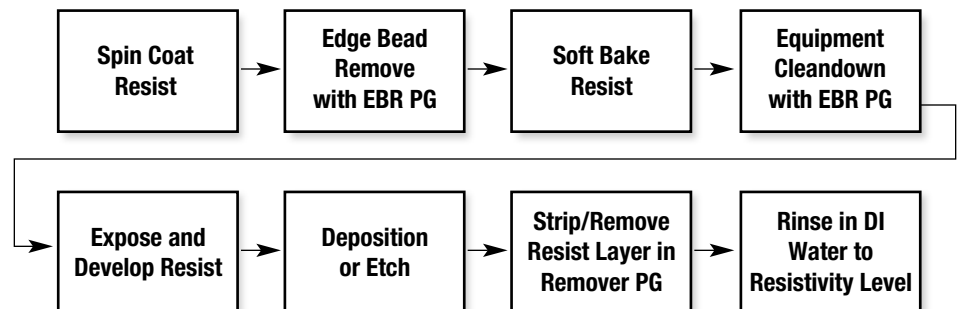 Spin Coat
Resist
Edge Bead
Remove
with EBR PG
Soft Bake
Resist
Equipment
Cleandown
with EBR PG
Expose and
Develop Resist
Deposition
or Etch
Strip/Remove
Resist Layer in
Remover PG
Rinse in DI
Water to
Resistivity Level